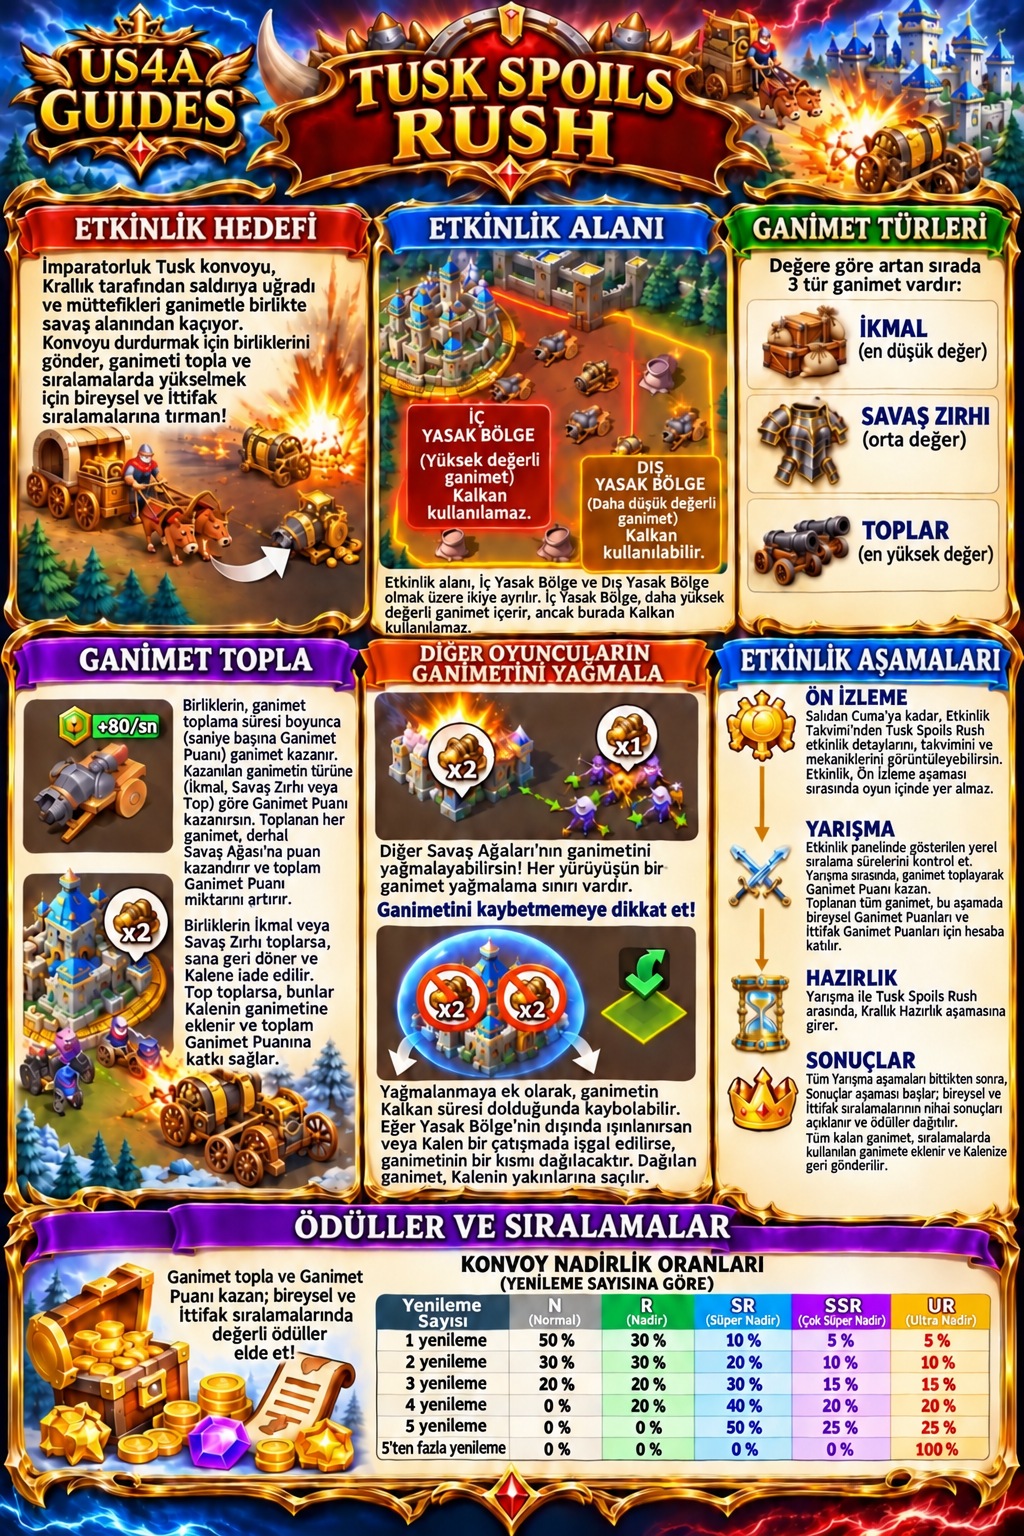 US4A
GUIDES
TUSK SPOILS
RUSH
ETKİNLİK HEDEFİ
İmparatorluk Tusk konvoyu,
Krallık tarafından saldırıya uğradı
ve müttefikleri ganimetle birlikte
savaş alanından kaçıyor.
Konvoyu durdurmak için birliklerini
gönder, ganimeti topla ve
sıralamalarda yükselmek
için bireysel ve İttifak
sıralamalarına tırman!
ETKİNLİK ALANI
İÇ
YASAK BÖLGE
(Yüksek değerli
ganimet)
Kalkan
kullanılamaz.
DIŞ
YASAK BÖLGE
(Daha düşük değerli
ganimet)
Kalkan
kullanılabilir.
Etkinlik alanı, İç Yasak Bölge ve Dış Yasak Bölge
olmak üzere ikiye ayrılır. İç Yasak Bölge, daha yüksek
değerli ganimet içerir, ancak burada Kalkan
kullanılamaz.
GANİMET TÜRLERİ
Değere göre artan sırada
3 tür ganimet vardır:
İKMAL
(en düşük değer)
SAVAŞ ZIRHI
(orta değer)
TOPLAR
(en yüksek değer)
GANİMET TOPLA
+80/sn
Birliklerin, ganimet
toplama süresi boyunca
(saniye başına Ganimet
Puanı) ganimet kazanır.
Kazanılan ganimetin türüne
(İkmal, Savaş Zırhı veya
Top) göre Ganimet Puanı
kazanırsın. Toplanan her
ganimet, derhal
Savaş Ağası'na puan
kazandırır ve toplam
Ganimet Puanı
miktarını artırır.
x2
Birliklerin İkmal veya
Savaş Zırhı toplarsa,
sana geri döner ve
Kalene iade edilir.
Top toplarsa, bunlar
Kalenin ganimetine
eklenir ve toplam
Ganimet Puanına
katkı sağlar.
DİĞER OYUNCULARIN
GANİMETİNİ YAĞMALA
x2
x1
Diğer Savaş Ağaları'nın ganimetini
yağmalayabilirsin! Her yürüyüşün bir
ganimet yağmalama sınırı vardır.
Ganimetini kaybetmemeye dikkat et!
x2
x2
Yağmalanmaya ek olarak, ganimetin
Kalkan süresi dolduğunda kaybolabilir.
Eğer Yasak Bölge'nin dışında ışınlanırsan
veya Kalen bir çatışmada işgal edilirse,
ganimetinin bir kısmı dağılacaktır. Dağılan
ganimet, Kalenin yakınlarına saçılır.
ETKİNLİK AŞAMALARI
ÖN İZLEME
Salıdan Cuma'ya kadar, Etkinlik
Takvimi'nden Tusk Spoils Rush
etkinlik detaylarını, takvimini ve
mekaniklerini görüntüleyebilirsin.
Etkinlik, Ön İzleme aşaması
sırasında oyun içinde yer almaz.
YARIŞMA
Etkinlik panelinde gösterilen yerel
sıralama sürelerini kontrol et.
Yarışma sırasında, ganimet toplayarak
Ganimet Puanı kazan.
Toplanan tüm ganimet, bu aşamada
bireysel Ganimet Puanları ve
İttifak Ganimet Puanları için hesaba
katılır.
HAZIRLIK
Yarışma ile Tusk Spoils Rush
arasında, Krallık Hazırlık aşamasına
girer.
SONUÇLAR
Tüm Yarışma aşamaları bittikten sonra,
Sonuçlar aşaması başlar; bireysel ve
İttifak sıralamalarının nihai sonuçları
açıklanır ve ödüller dağıtılır.
Tüm kalan ganimet, sıralamalarda
kullanılan ganimete eklenir ve Kalenize
geri gönderilir.
ÖDÜLLER VE SIRALAMALAR
Ganimet topla ve Ganimet
Puanı kazan; bireysel ve
İttifak sıralamalarında
değerli ödüller
elde et!
KONVOY NADİRLİK ORANLARI
(YENİLEME SAYISINA GÖRE)
Yenileme Sayısı N (Normal) R (Nadir) SR (Süper Nadir) SSR (Çok Süper Nadir) UR (Ultra Nadir)
1 yenileme 50 % 30 % 10 % 5 % 5 %
2 yenileme 30 % 30 % 20 % 10 % 10 %
3 yenileme 20 % 20 % 30 % 15 % 15 %
4 yenileme 0 % 20 % 40 % 20 % 20 %
5 yenileme 0 % 0 % 50 % 25 % 25 %
5'ten fazla yenileme 0 % 0 % 0 % 0 % 100 %